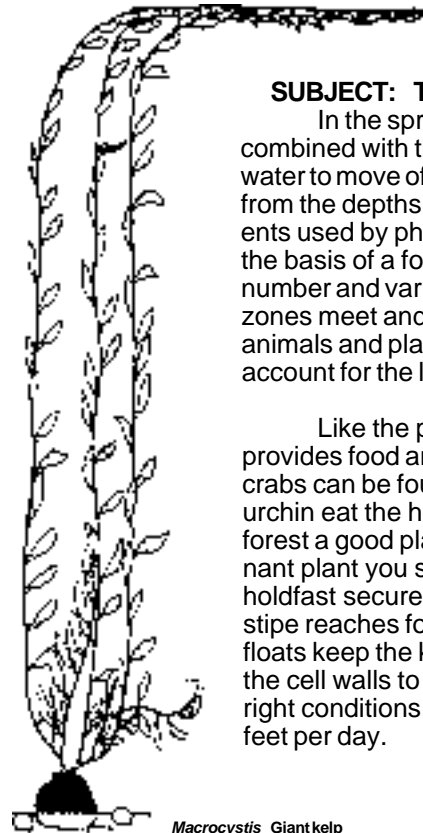 SUBJECT: T
In the spr
combined with t
water to move of
from the depths
ents used by ph
the basis of a fo
number and var
zones meet and
animals and pla
account for the l
Like the p
provides food an
crabs can be fou
urchin eat the h
forest a good pla
nant plant you s
holdfast secure
stipe reaches fo
floats keep the k
the cell walls to
right conditions
feet per day.
Macrocystis Giant kelp